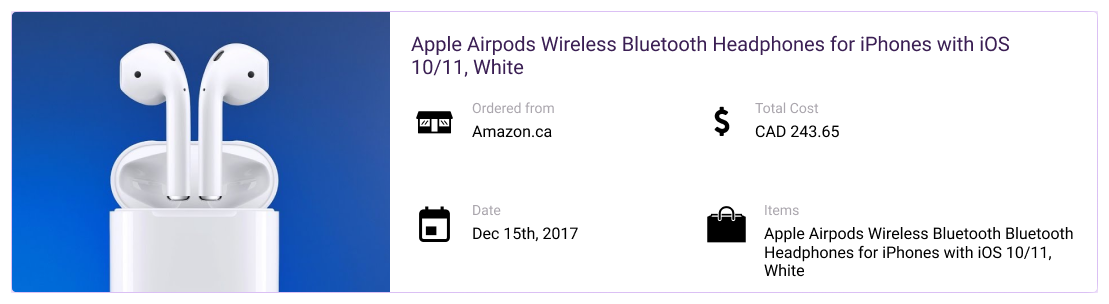 Apple Airpods Wireless Bluetooth Headphones for iPhones with iOS
10/11, White
Ordered from
Amazon.ca
Total Cost
CAD 243.65
Date
Dec 15th, 2017
Items
Apple Airpods Wireless Bluetooth Bluetooth
Headphones for iPhones with iOS 10/11,
White